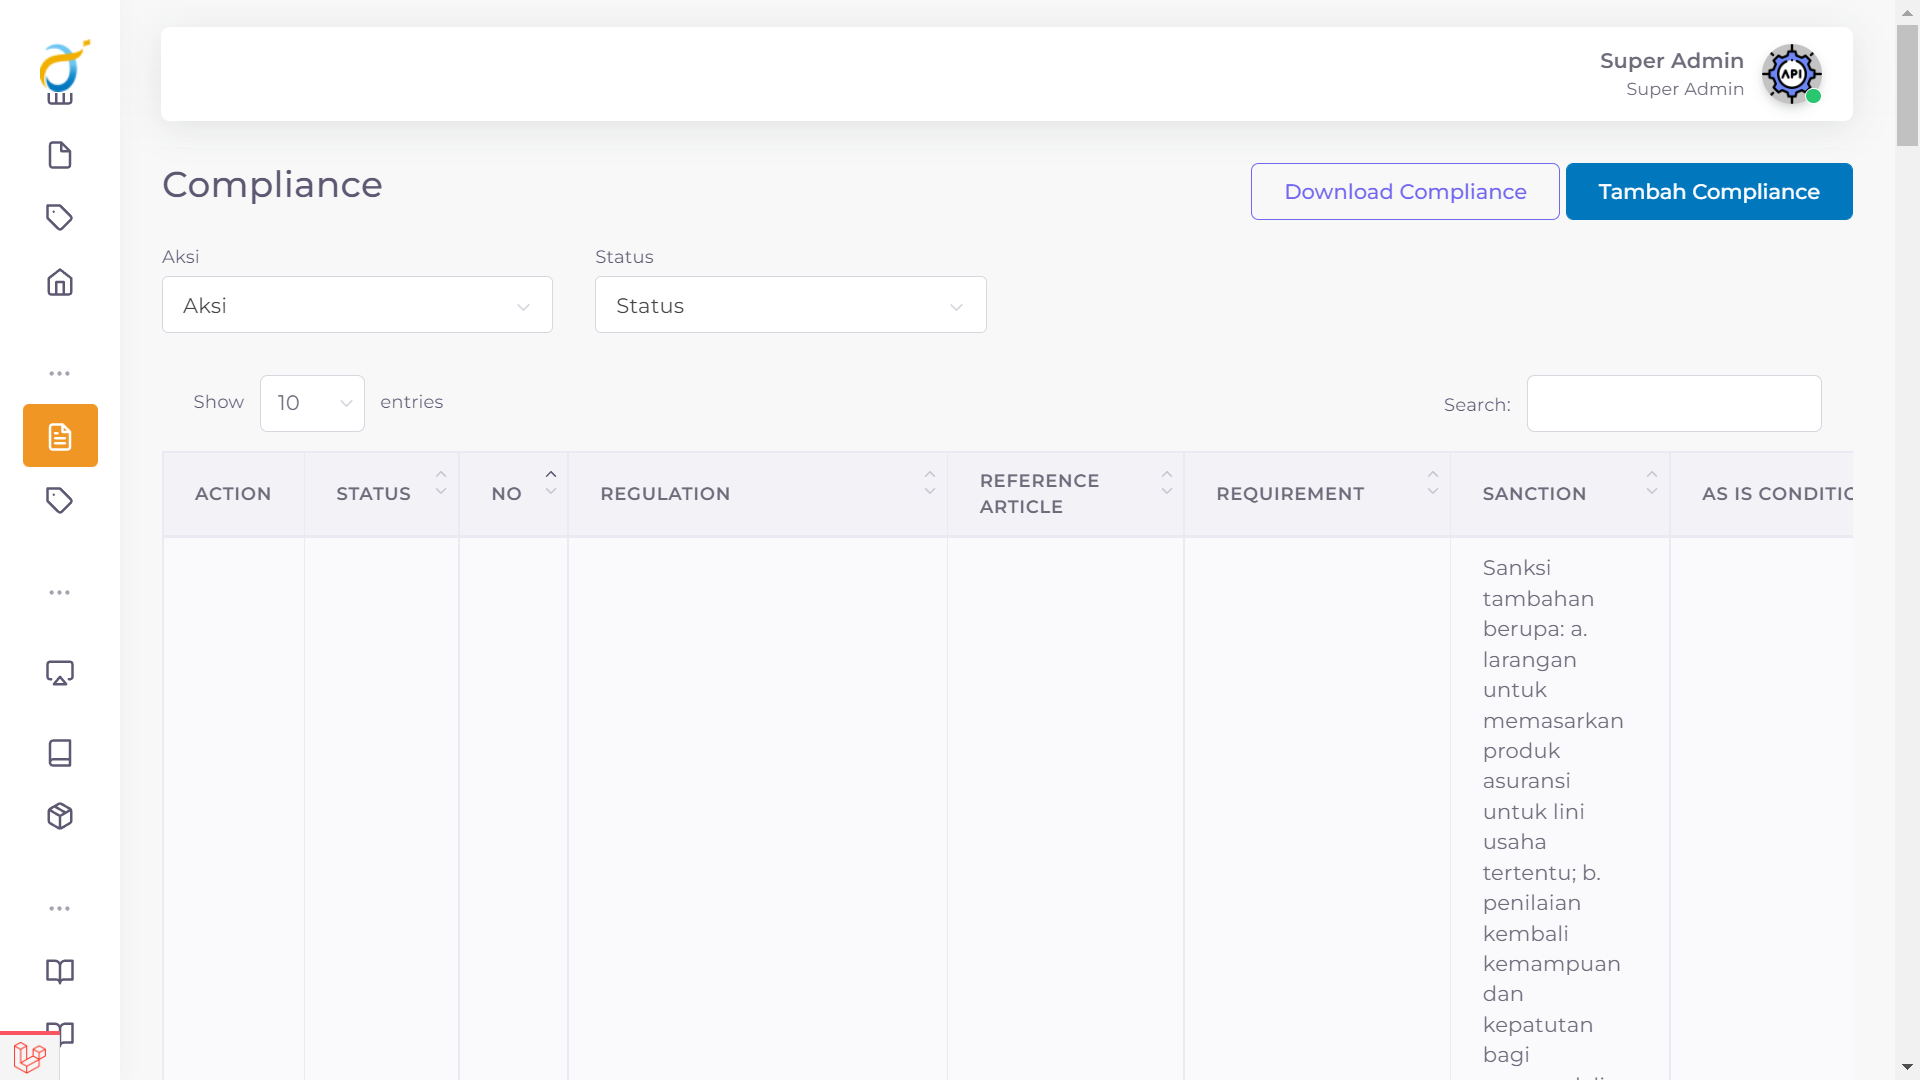 Super Admin
Super Admin
API
Compliance
Download Compliance
Tambah Compliance
Aksi
Status
Aksi
Status
Show 10 entries
Search:
ACTION
STATUS
NO
REGULATION
REFERENCE
ARTICLE
REQUIREMENT
SANCTION
AS IS CONDITIO
Sanksi
tambahan
berupa: a.
larangan
untuk
memasarkan
produk
asuransi
untuk lini
usaha
tertentu; b.
penilaian
kembali
kemampuan
dan
kepatutan
bagi